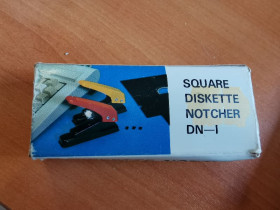 SQUARE
DISKETTE
NOTCHER
DN—I